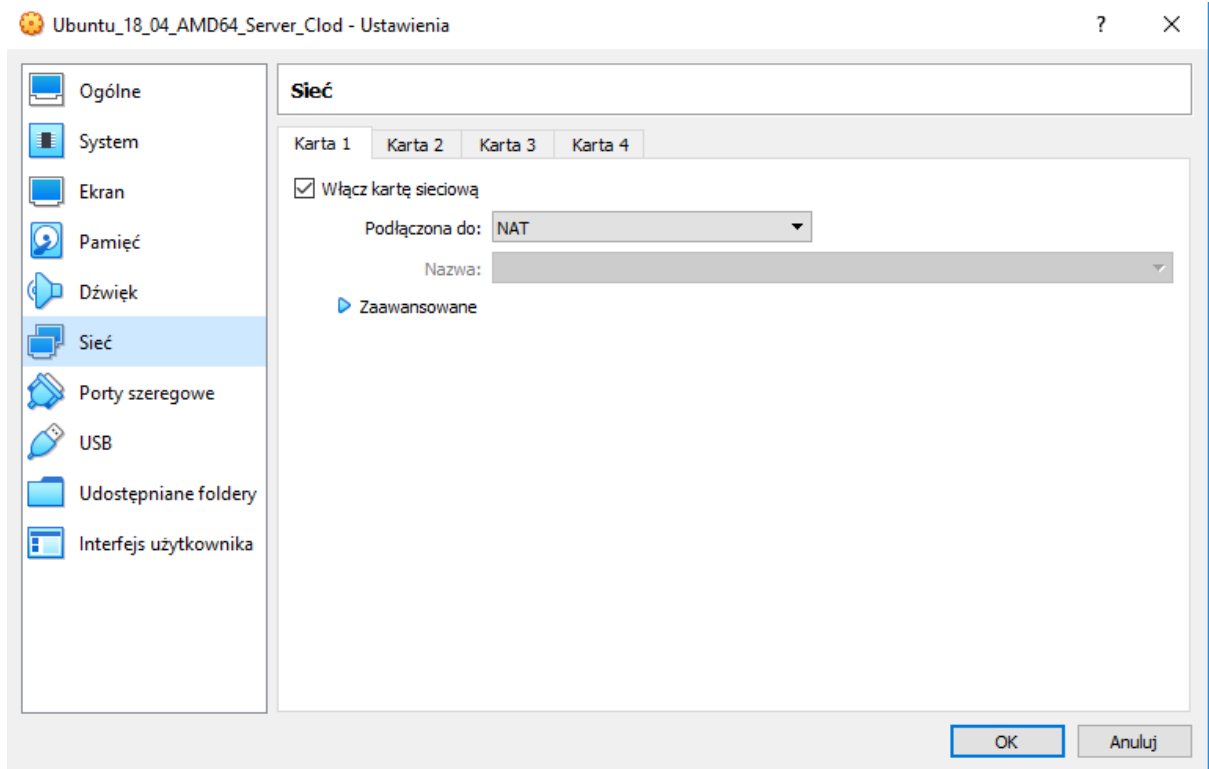 Ubuntu_18_04_AMD64_Server_Clod - Ustawienia
?
Ogólne
System
Ekran
Pamięć
Dźwięk
Sieć
Porty szeregowe
USB
Udostępniane foldery
Interfejs użytkownika
Sieć
Karta 1 Karta 2 Karta 3 Karta 4
Włącz kartę sieciową
Podłączona do: NAT
Nazwa:
Zaawansowane
OK Anuluj